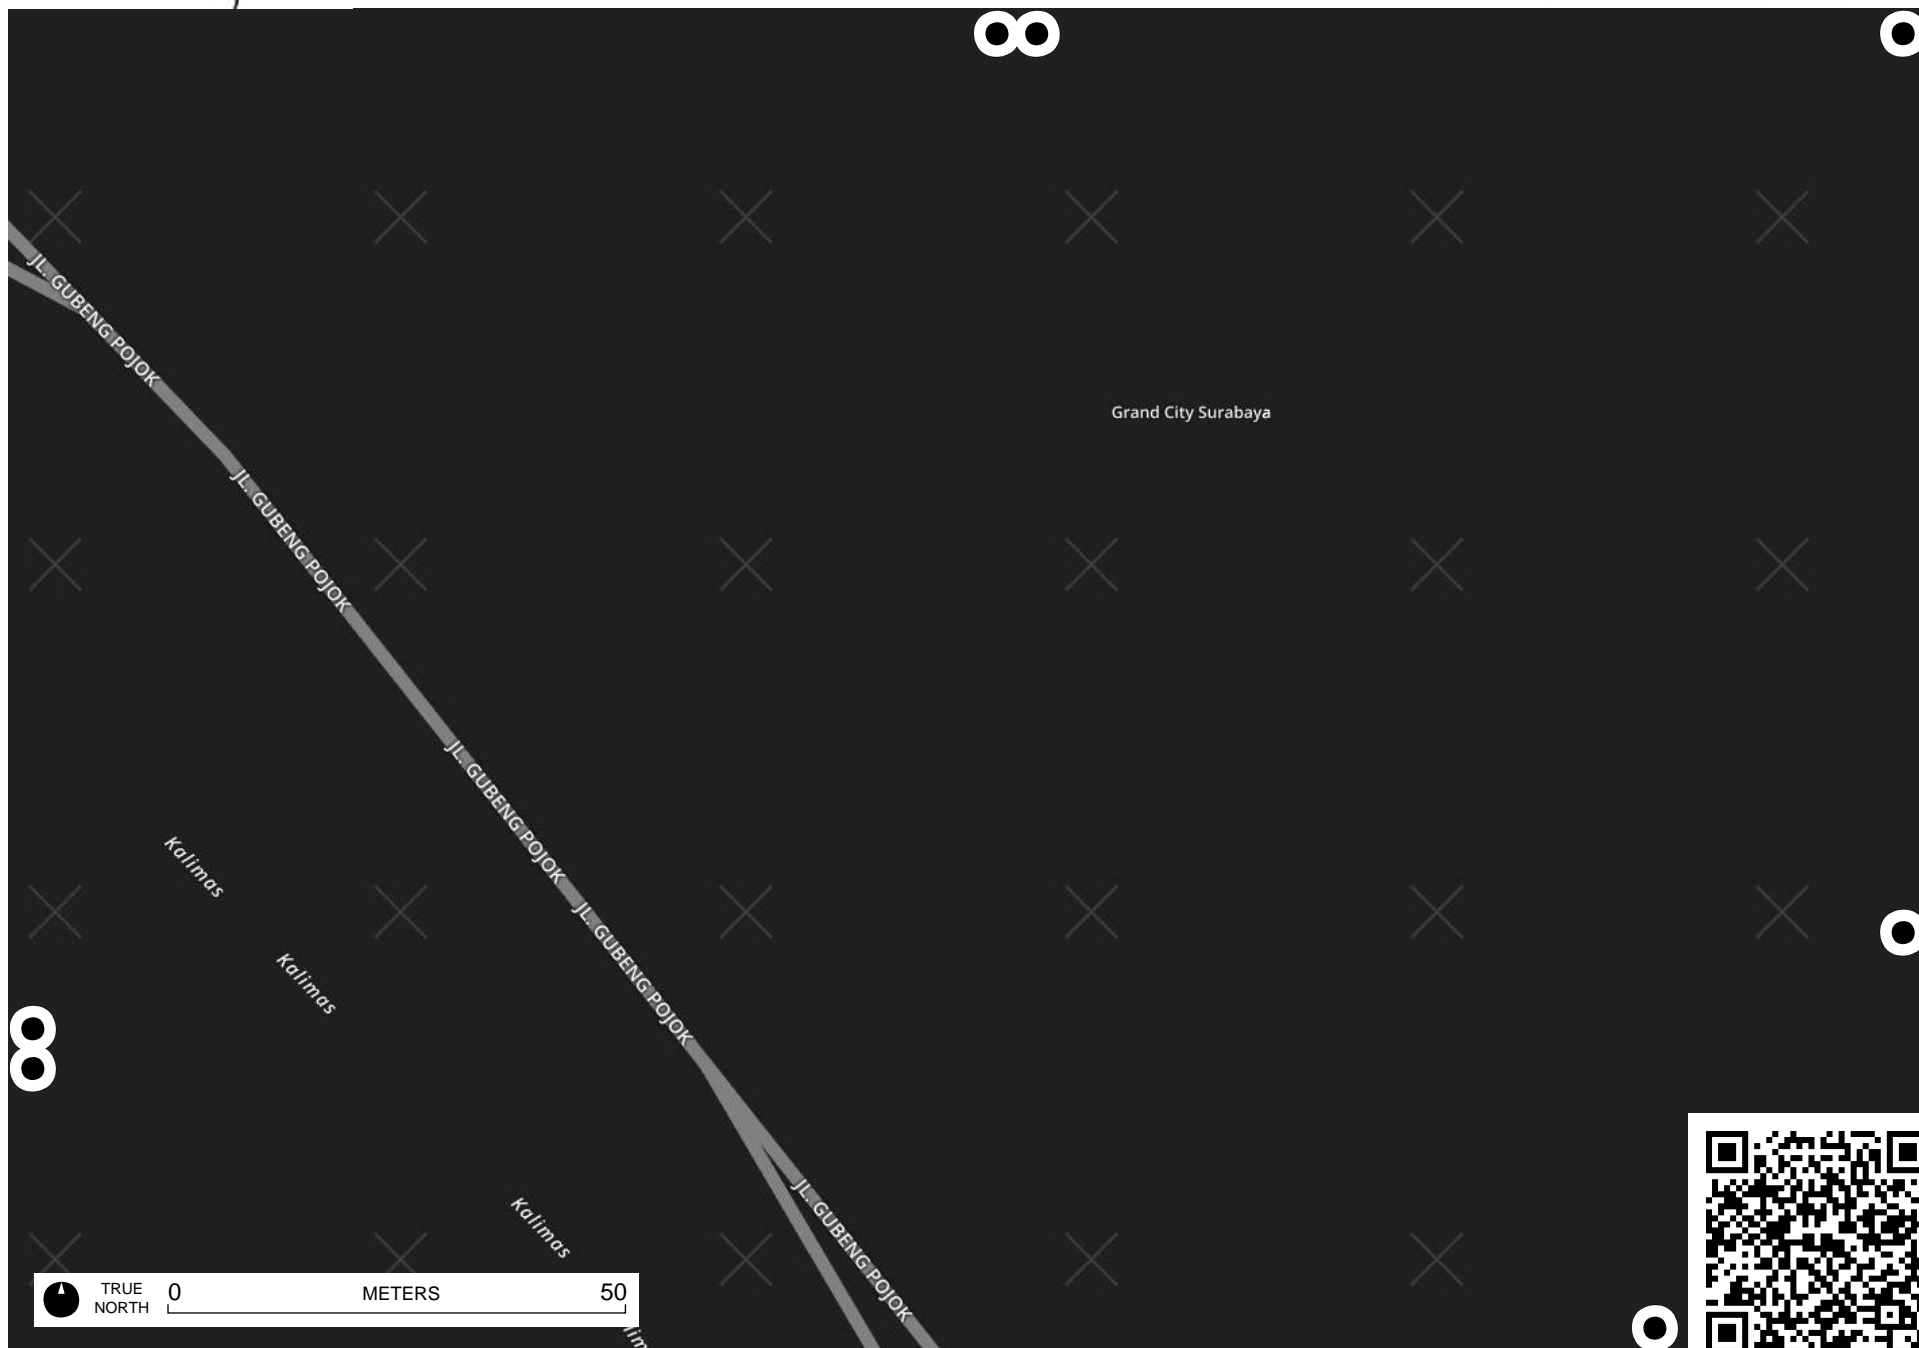 JL. GUBENG POJOK
Grand City Surabaya
JL. GUBENG POJOK
JL. GUBENG POJOK
Kalimas
JL. GUBENG POJOK
Kalimas
JL. GUBENG POJOK
Kalimas
TRUE NORTH
0 METERS 50